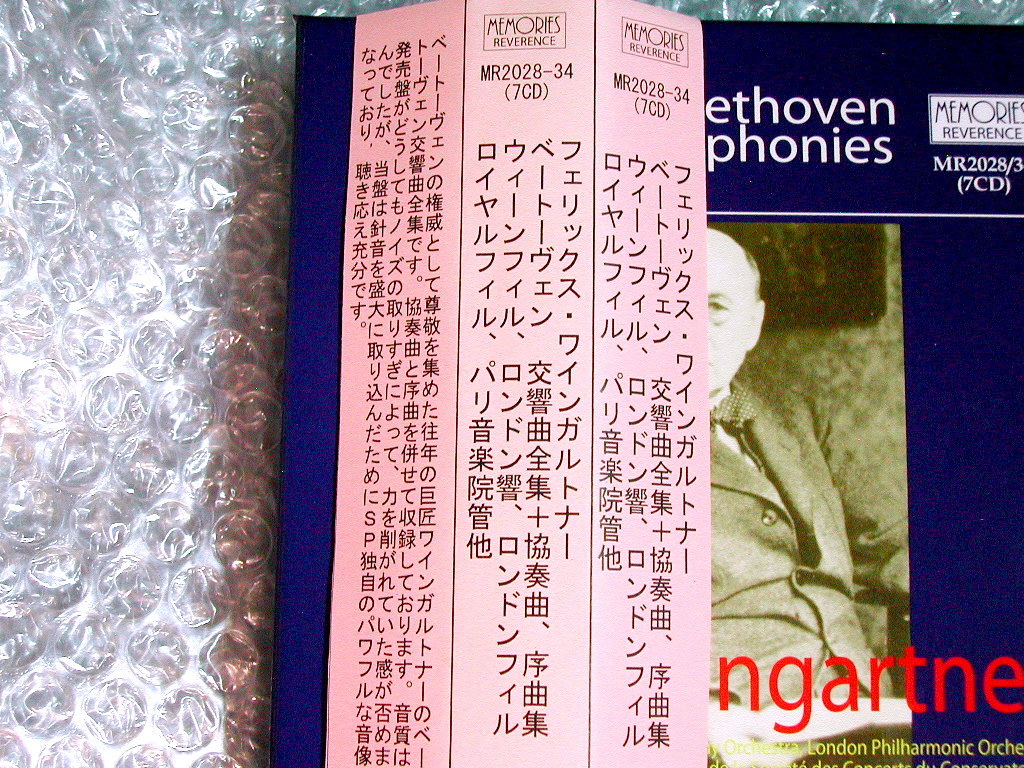 ベートーヴェンの権威として尊敬を集めた往年の巨匠ワインガルトナーのベー
トーヴェン交響曲全集です。協奏曲と序曲を併せて収録しております。音質は
発売盤がどうしてもノイズの取りすぎによって、力を削がれていた感が否めま
んでしたが、当盤は針音を盛大に取り込んだためにＳＰ独自のパワフルな音像
なっており、聴き応え充分です。
MEMORIES
REVERENCE
MR2028-34
(7CD)
フェリックス・ワインガルトナー
ベートーヴェン 交響曲全集＋協奏曲、序曲集
ウィーンフィル、ロンドン響、ロンドンフィル
ロイヤルフィル、パリ音楽院管他
MEMORIES
REVERENCE
MR2028-34
(7CD)
フェリックス・ワインガルトナー
ベートーヴェン 交響曲全集＋協奏曲、序曲集
ウィーンフィル、ロンドン響、ロンドンフィル
ロイヤルフィル、パリ音楽院管他
ethoven
phonies
MEMORIES
REVERENCE
MR2028/3
(7CD)
ngartne
Orchestra, London Philharmonic Orche
des Concerts du Conservat